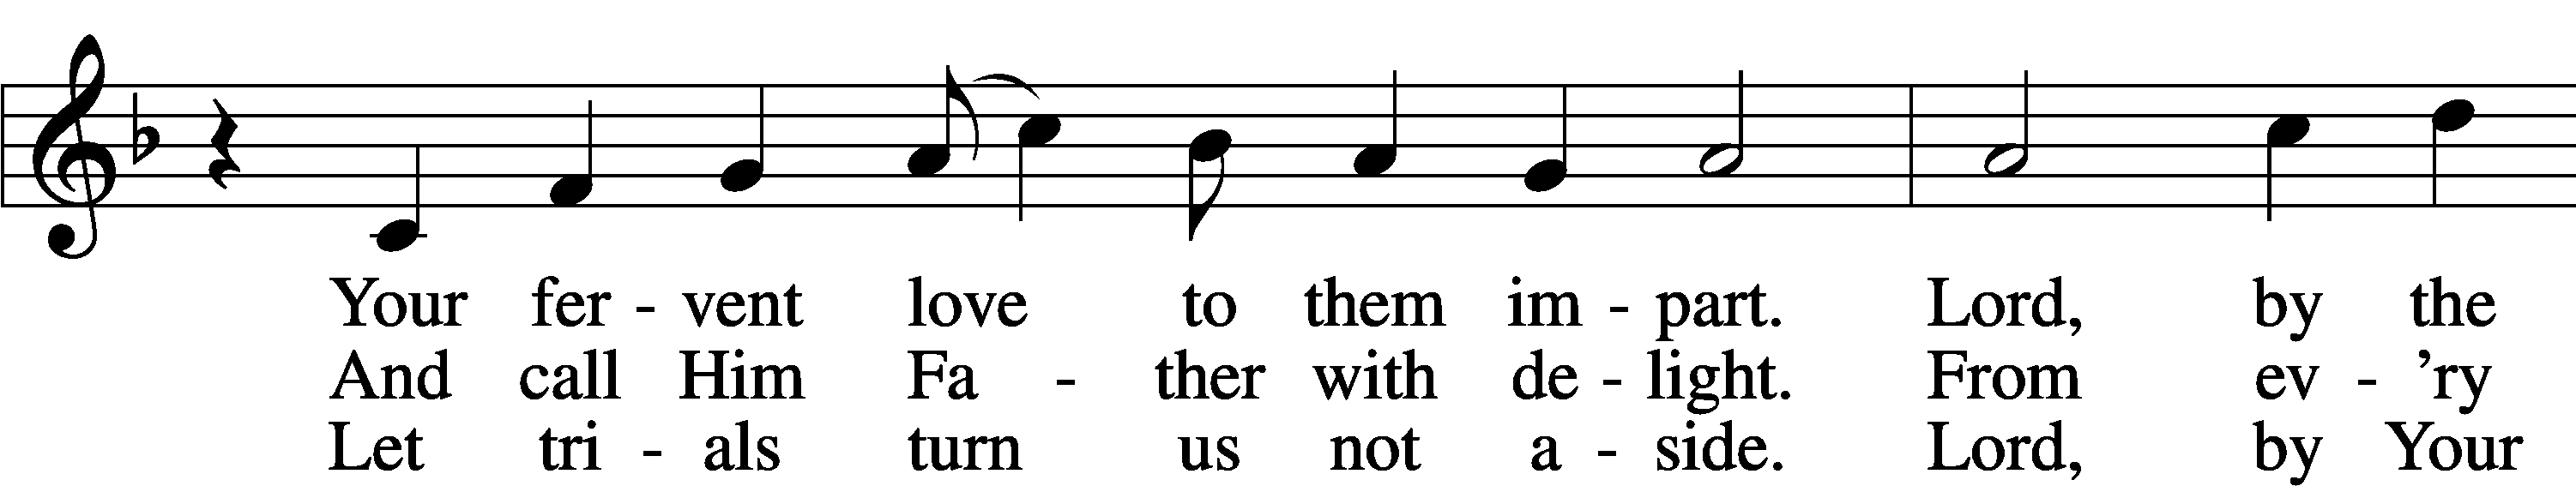 Your fer - vent love to them im - part. Lord, by the
And call Him Fa - ther with de - light. From ev - ’ry
Let tri - als turn us not a - side. Lord, by Your